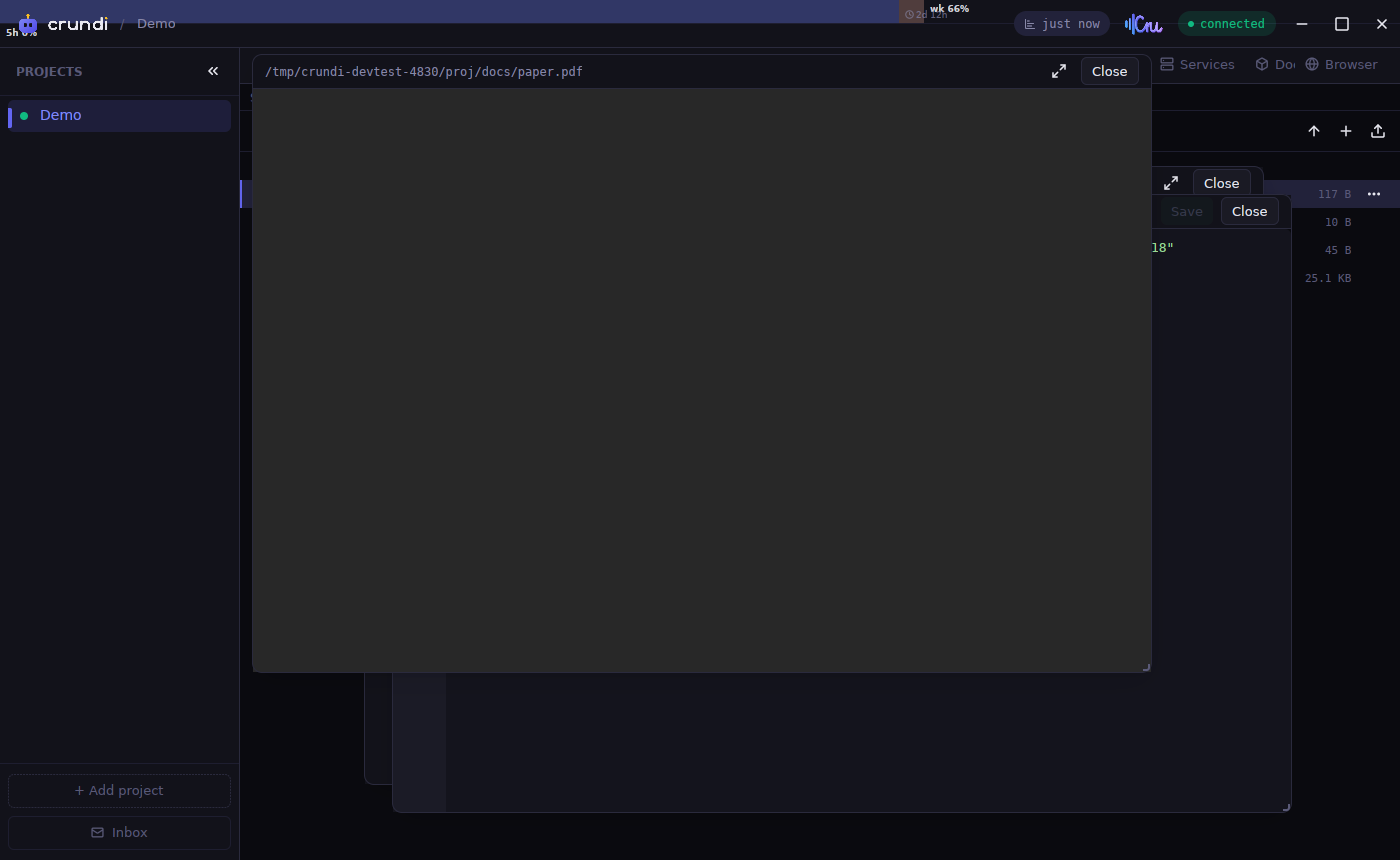 crundi / Demo
5h
2d 12h
wk 66%
just now
Cru
connected
PROJECTS
Demo
/tmp/crundi-devtest-4830/proj/docs/paper.pdf
Close
Services
Browser
Close
117 B
Save
Close
10 B
18"
45 B
25.1 KB
+ Add project
Inbox